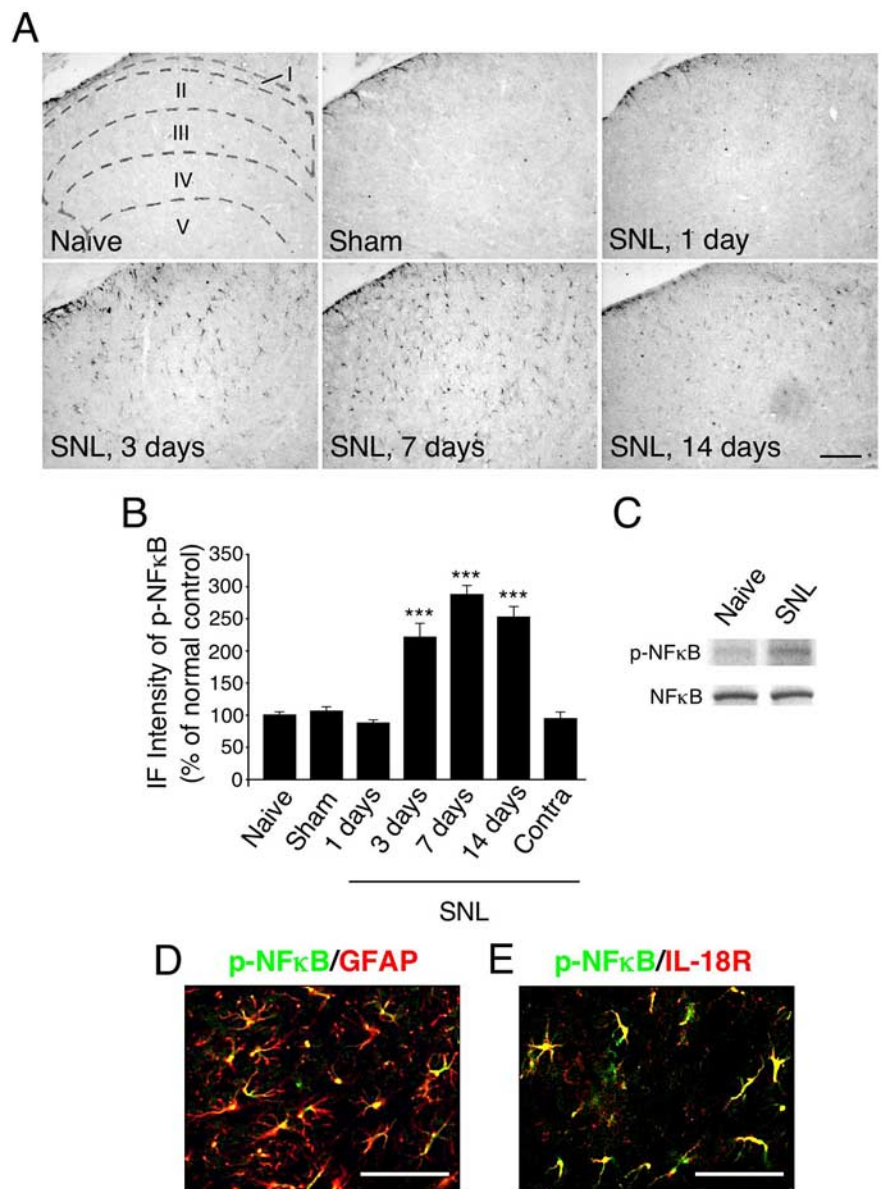 A
I
II
III
IV
V
Naive
Sham
SNL, 1 day
SNL, 3 days
SNL, 7 days
SNL, 14 days
B
IF Intensity of p-NFκB
(% of normal control)
350
300
250
200
150
100
50
0
***
***
***
Naive
Sham
1 days
3 days
7 days
14 days
Contra
SNL
C
Naive
SNL
p-NFκB
NFκB
D
p-NFκB/GFAP
E
p-NFκB/IL-18R